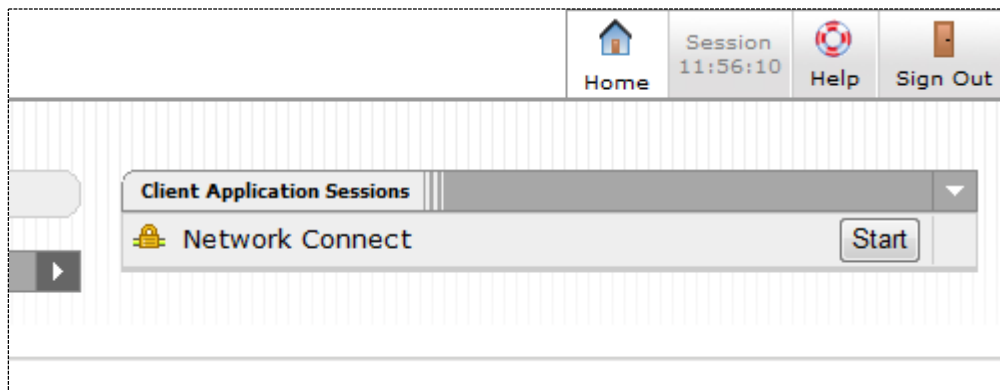 Home
Session
11:56:10
Help
Sign Out
Client Application Sessions
Network Connect
Start